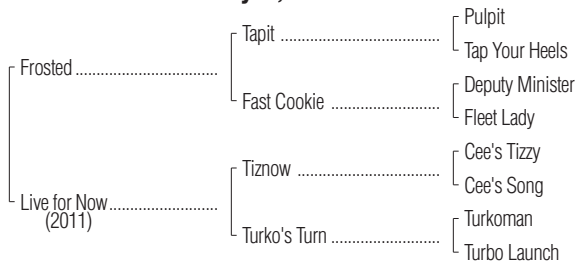 Pulpit
Tapit ..........................................
Tap Your Heels
Frosted .....................................
Deputy Minister
Fast Cookie ............................
Fleet Lady
Cee's Tizzy
Tiznow .....................................
Cee's Song
Live for Now ............................
(2011)
Turkoman
Turko's Turn ............................
Turbo Launch